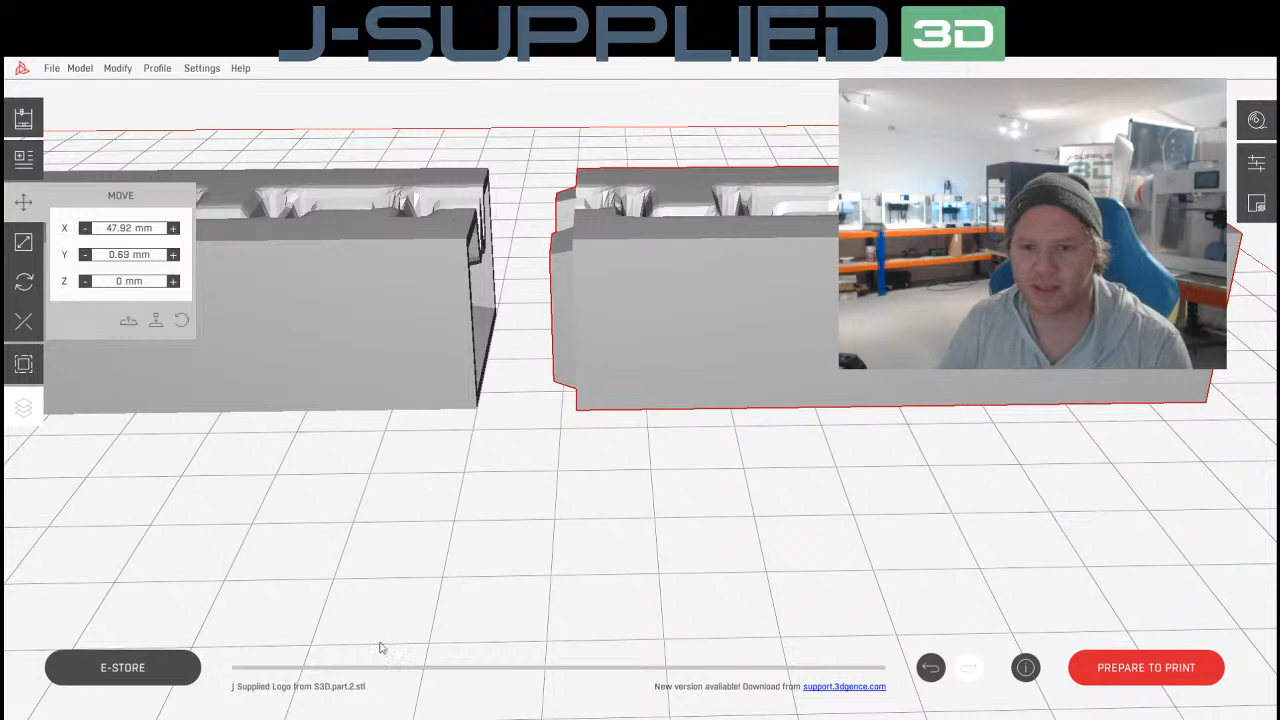 J-SUPPLIED 3D
File Model Modify Profile Settings Help
MOVE
X - 47.92 mm +
Y - 0.69 mm +
Z - 0 mm +
E-STORE
J Supplied Logo from S3D.part.2.stl
New version avaliable! Download from support.3dgence.com
PREPARE TO PRINT